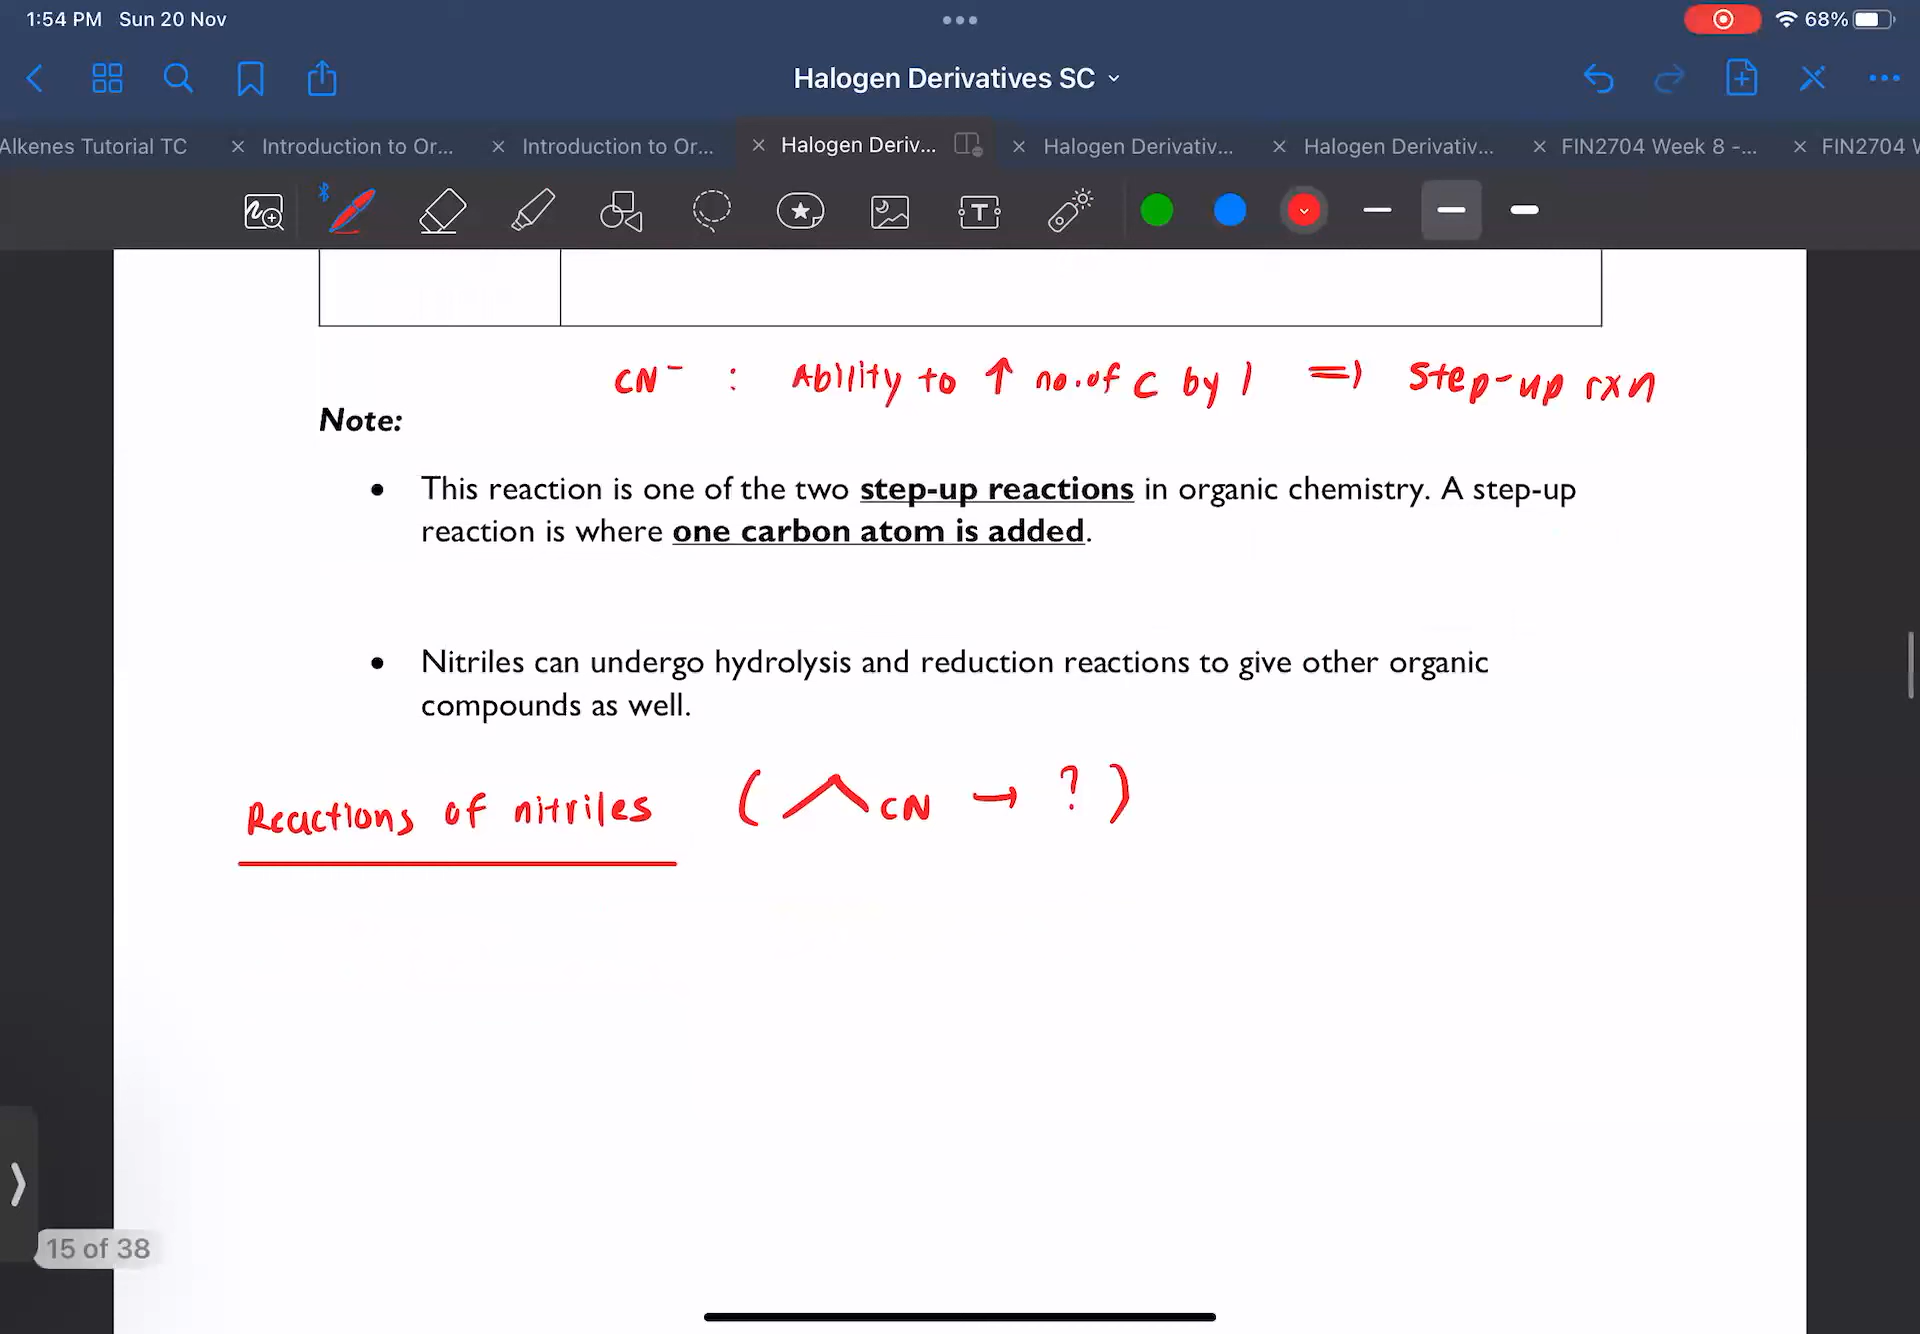 1:54 PM Sun 20 Nov
68%
Halogen Derivatives SC
Alkenes Tutorial TC
Introduction to Or...
Introduction to Or...
Halogen Deriv...
Halogen Derivativ...
Halogen Derivativ...
FIN2704 Week 8 -...
FIN2704 W
CN⁻ : Ability to ↑ no. of C by 1 ⇒ Step-up rxn
Note:
• This reaction is one of the two step-up reactions in organic chemistry. A step-up
reaction is where one carbon atom is added.
• Nitriles can undergo hydrolysis and reduction reactions to give other organic
compounds as well.
Reactions of nitriles ( CN → ? )
15 of 38